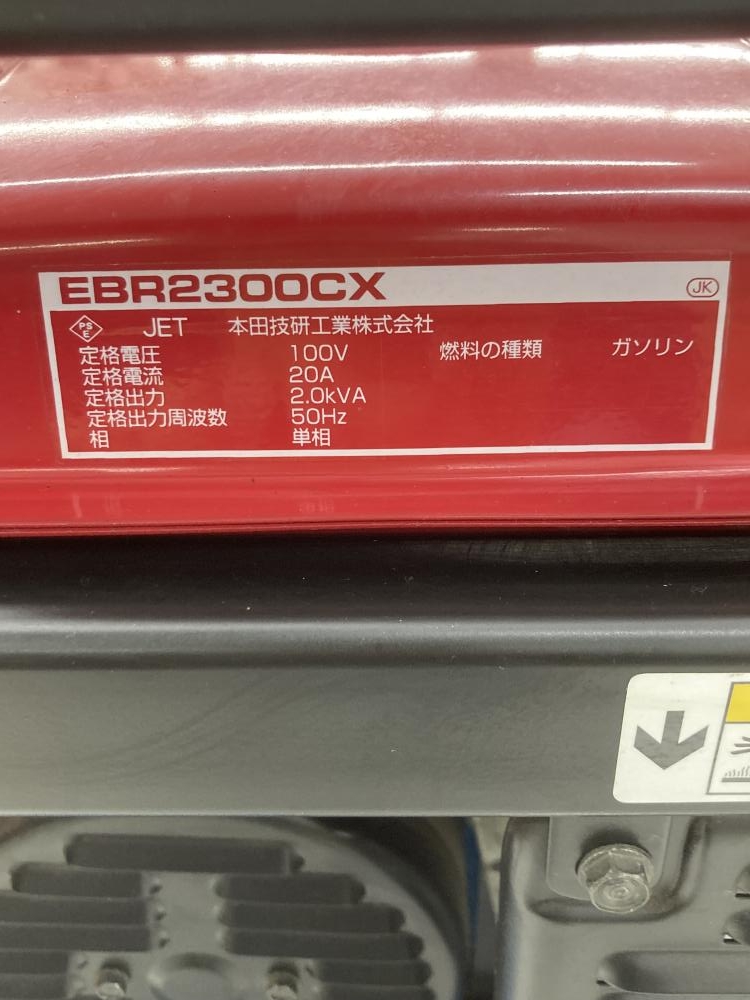 EBR2300CX JK
PS E JET 本田技研工業株式会社
定格電圧 100V 燃料の種類 ガソリン
定格電流 20A
定格出力 2.0kVA
定格出力周波数 50Hz
相 単相